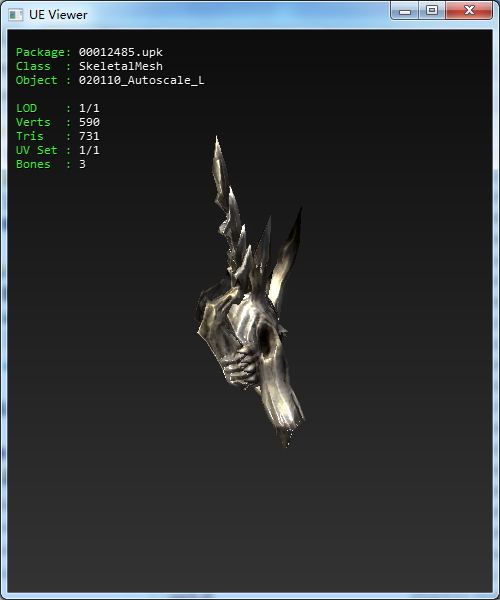 UE Viewer
Package: 00012485.upk
Class  : SkeletalMesh
Object : 020110_Autoscale_L
LOD    : 1/1
Verts  : 590
Tris   : 731
UV Set : 1/1
Bones  : 3